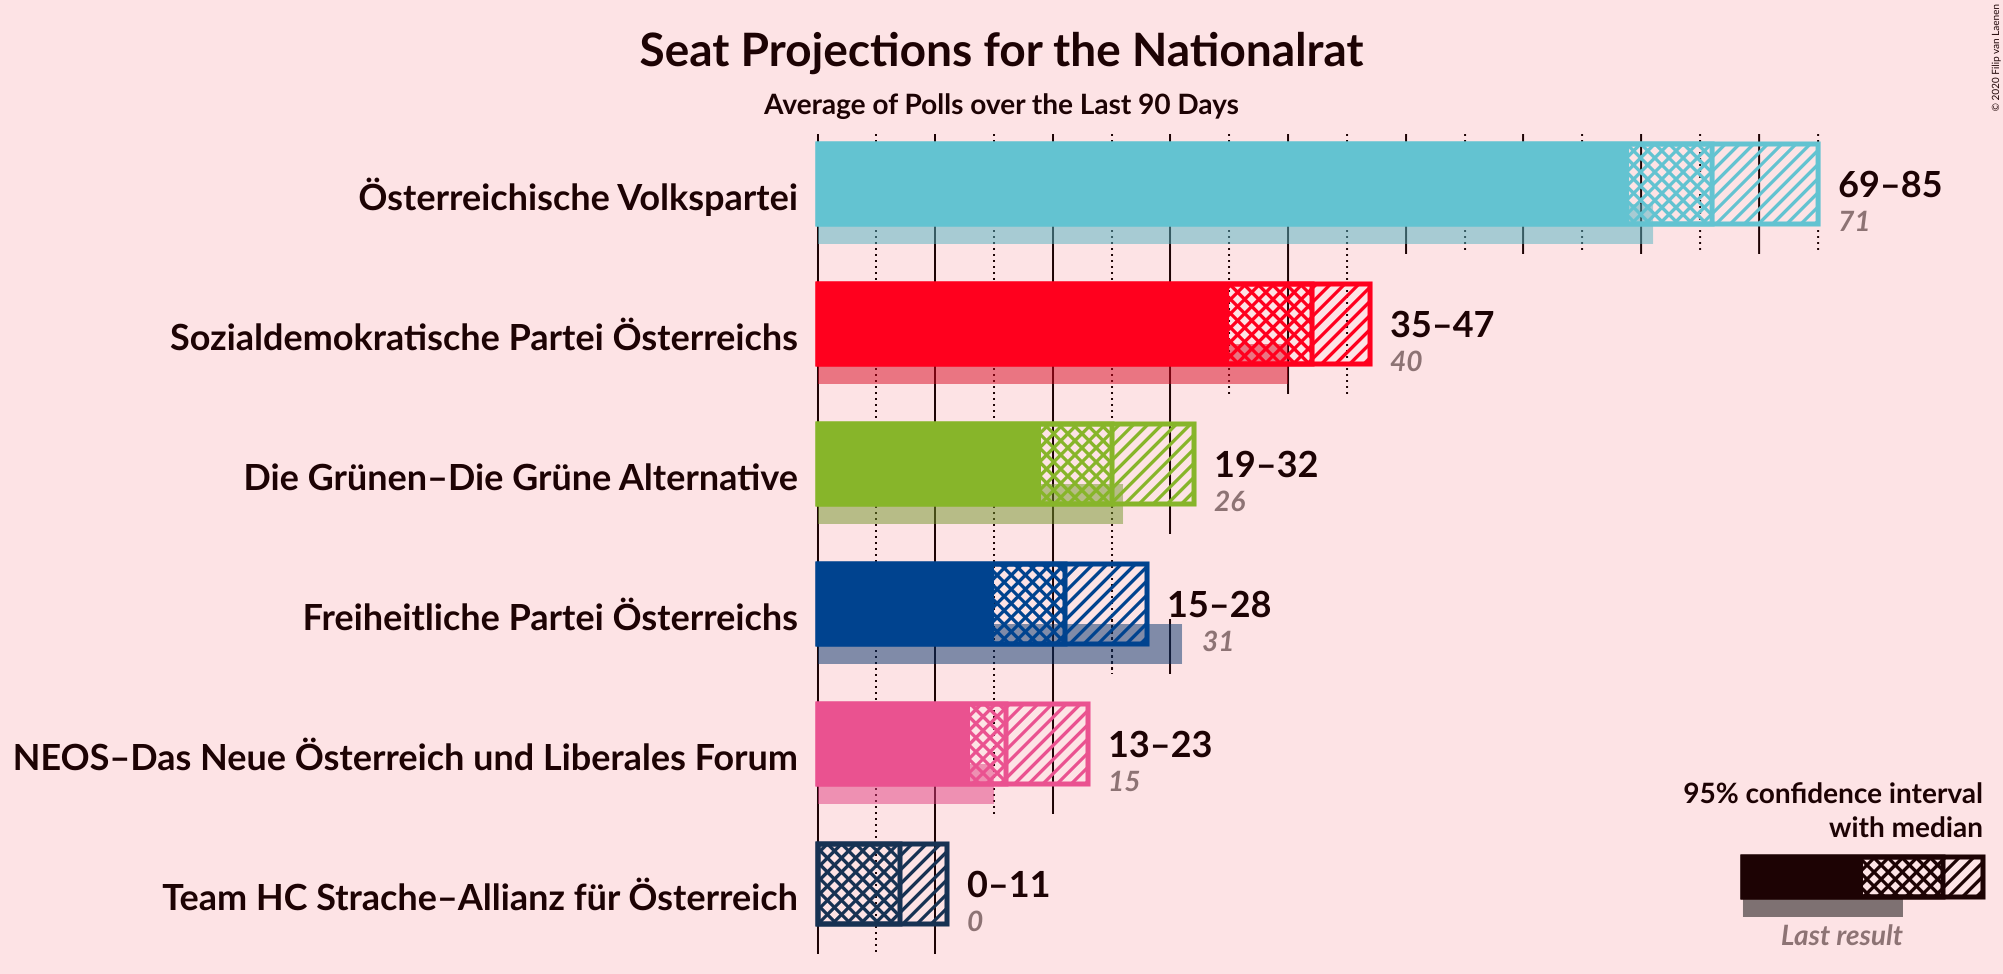 Seat Projections for the Nationalrat
Average of Polls over the Last 90 Days
© 2020 Filip van Laenen
Österreichische Volkspartei
69–85
71
Sozialdemokratische Partei Österreichs
35–47
40
Die Grünen–Die Grüne Alternative
19–32
26
Freiheitliche Partei Österreichs
15–28
31
NEOS–Das Neue Österreich und Liberales Forum
13–23
15
Team HC Strache–Allianz für Österreich
0–11
0
95% confidence interval
with median
Last result